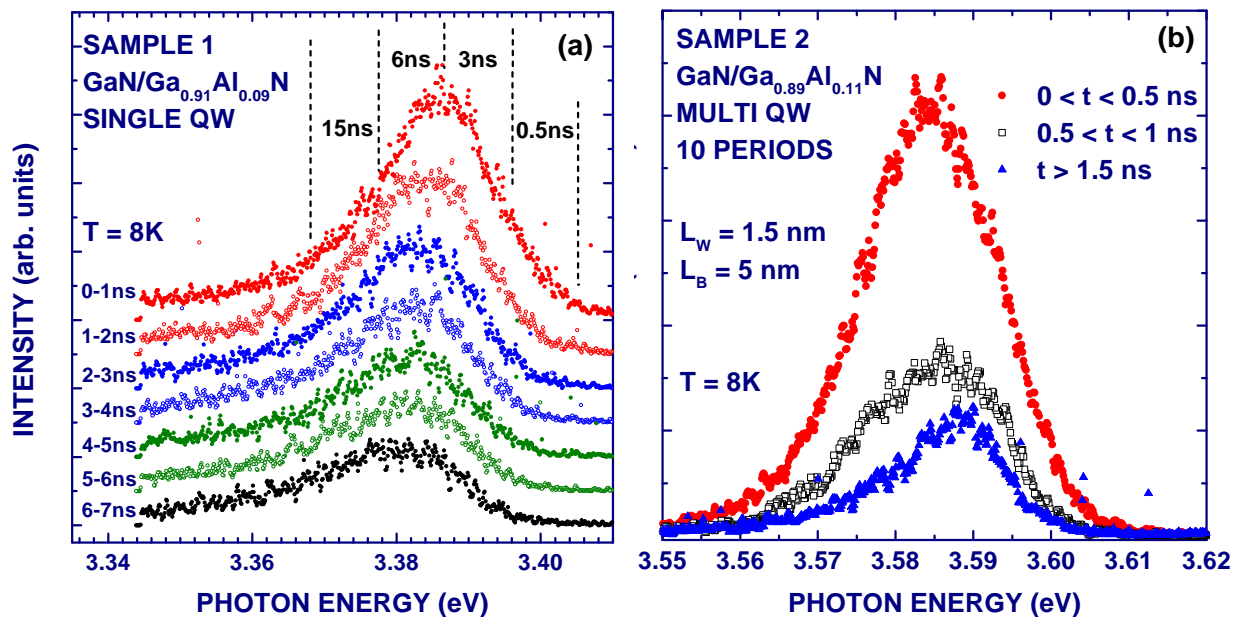 (a)
SAMPLE 1
GaN/Ga0.91Al0.09N
SINGLE QW
6ns
3ns
15ns
0.5ns
T = 8K
0-1ns
1-2ns
2-3ns
3-4ns
4-5ns
5-6ns
6-7ns
INTENSITY (arb. units)
3.34 3.36 3.38 3.40
PHOTON ENERGY (eV)
(b)
SAMPLE 2
GaN/Ga0.89Al0.11N
MULTI QW
10 PERIODS
0 < t < 0.5 ns
0.5 < t < 1 ns
t > 1.5 ns
LW = 1.5 nm
LB = 5 nm
T = 8K
3.55 3.56 3.57 3.58 3.59 3.60 3.61 3.62
PHOTON ENERGY (eV)